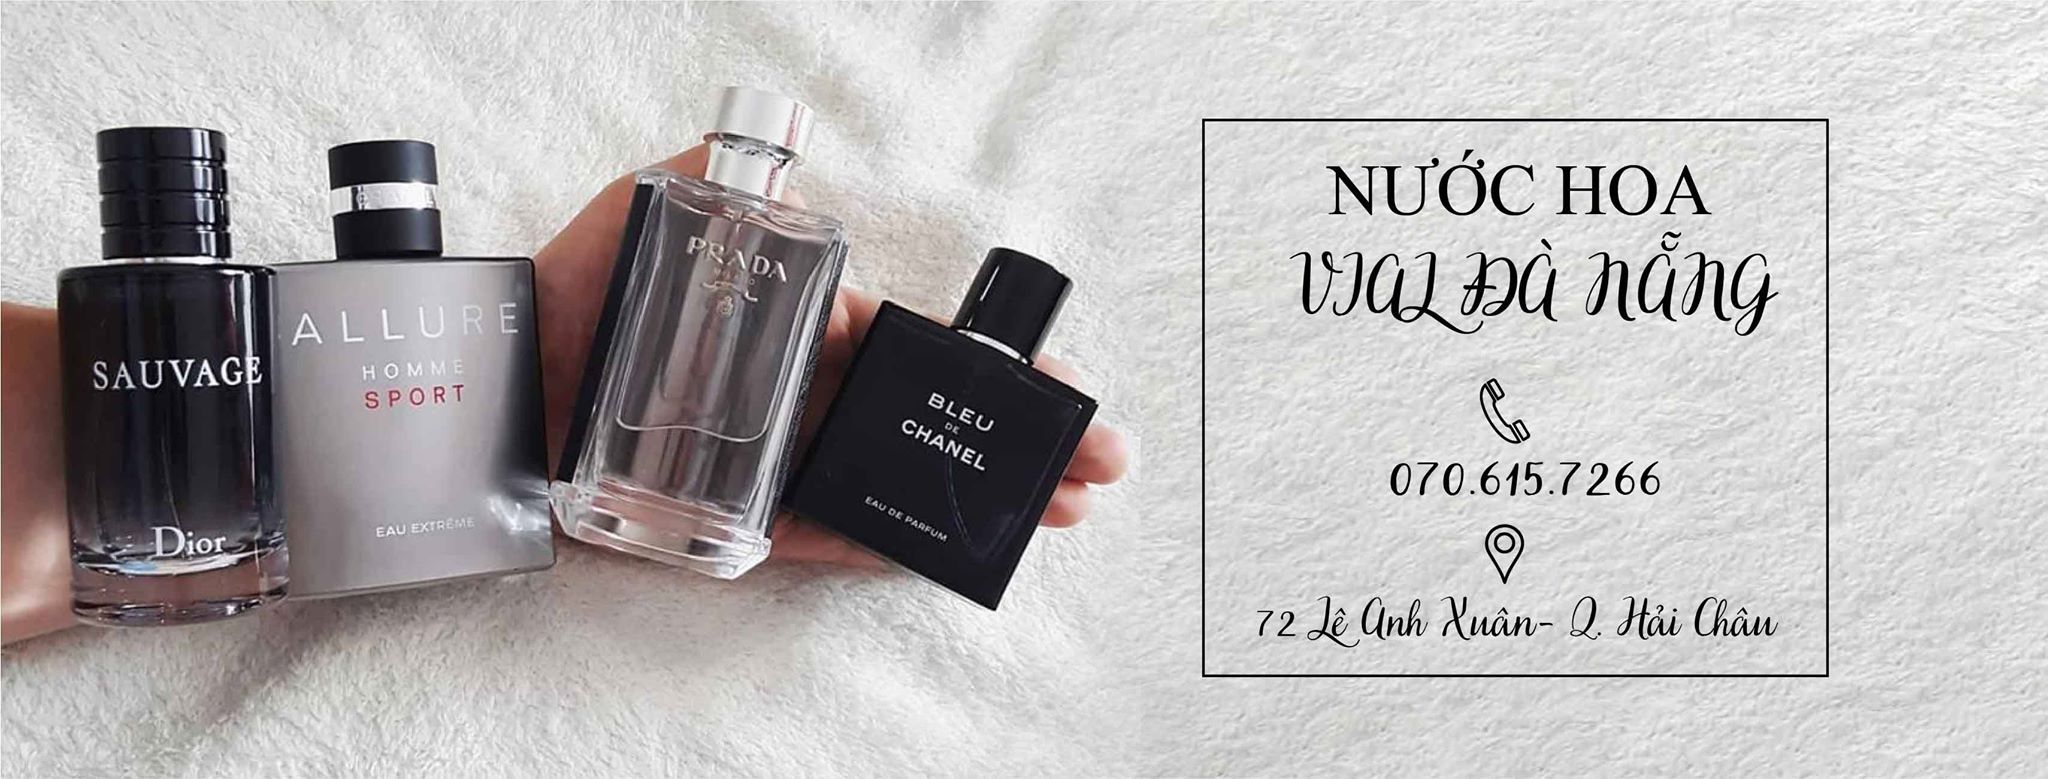 SAUVAGE
Dior
ALLURE
HOMME
SPORT
EAU EXTRÊME
PRADA
BLEU
DE
CHANEL
EAU DE PARFUM
NƯỚC HOA
VIAL ĐÀ NẴNG
070.615.7266
72 Lê Anh Xuân- Q. Hải Châu